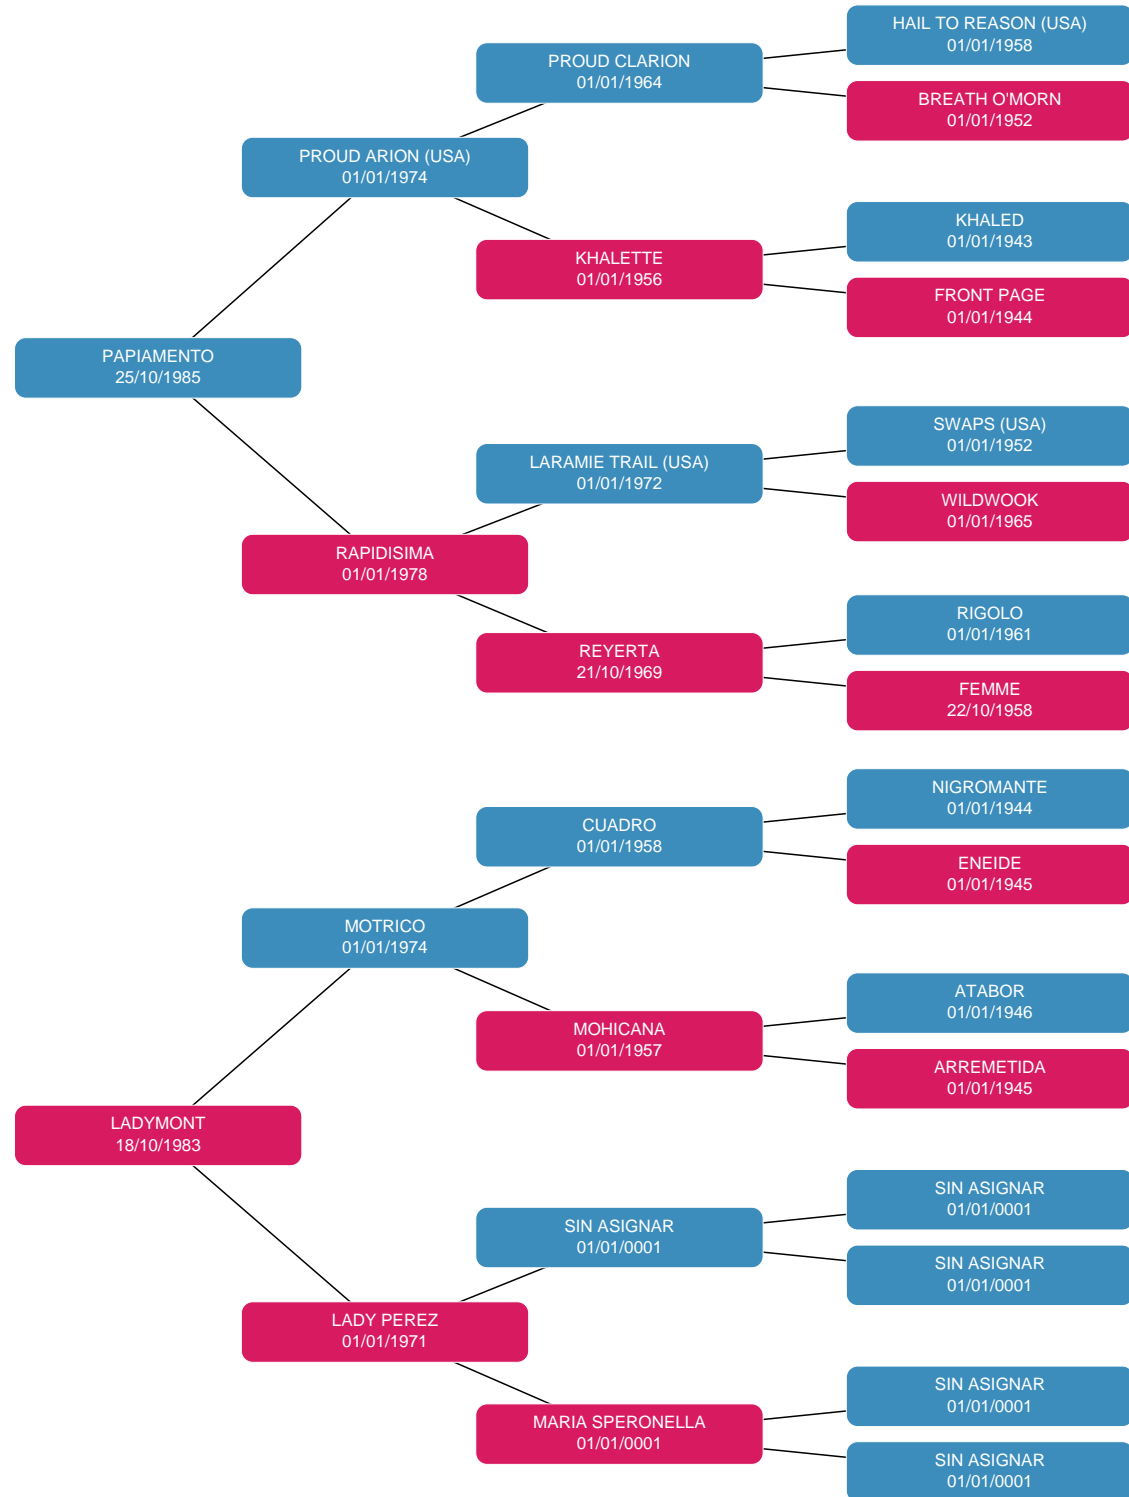 HAIL TO REASON (USA)
01/01/1958
PROUD CLARION
01/01/1964
BREATH O'MORN
01/01/1952
PROUD ARION (USA)
01/01/1974
KHALED
01/01/1943
KHALETTE
01/01/1956
FRONT PAGE
01/01/1944
PAPIAMENTO
25/10/1985
SWAPS (USA)
01/01/1952
LARAMIE TRAIL (USA)
01/01/1972
WILDWOOK
01/01/1965
RAPIDISIMA
01/01/1978
RIGOLO
01/01/1961
REYERTA
21/10/1969
FEMME
22/10/1958
NIGROMANTE
01/01/1944
CUADRO
01/01/1958
ENEIDE
01/01/1945
MOTRICO
01/01/1974
ATABOR
01/01/1946
MOHICANA
01/01/1957
ARREMETIDA
01/01/1945
LADYMONT
18/10/1983
SIN ASIGNAR
01/01/0001
SIN ASIGNAR
01/01/0001
SIN ASIGNAR
01/01/0001
LADY PEREZ
01/01/1971
SIN ASIGNAR
01/01/0001
MARIA SPERONELLA
01/01/0001
SIN ASIGNAR
01/01/0001